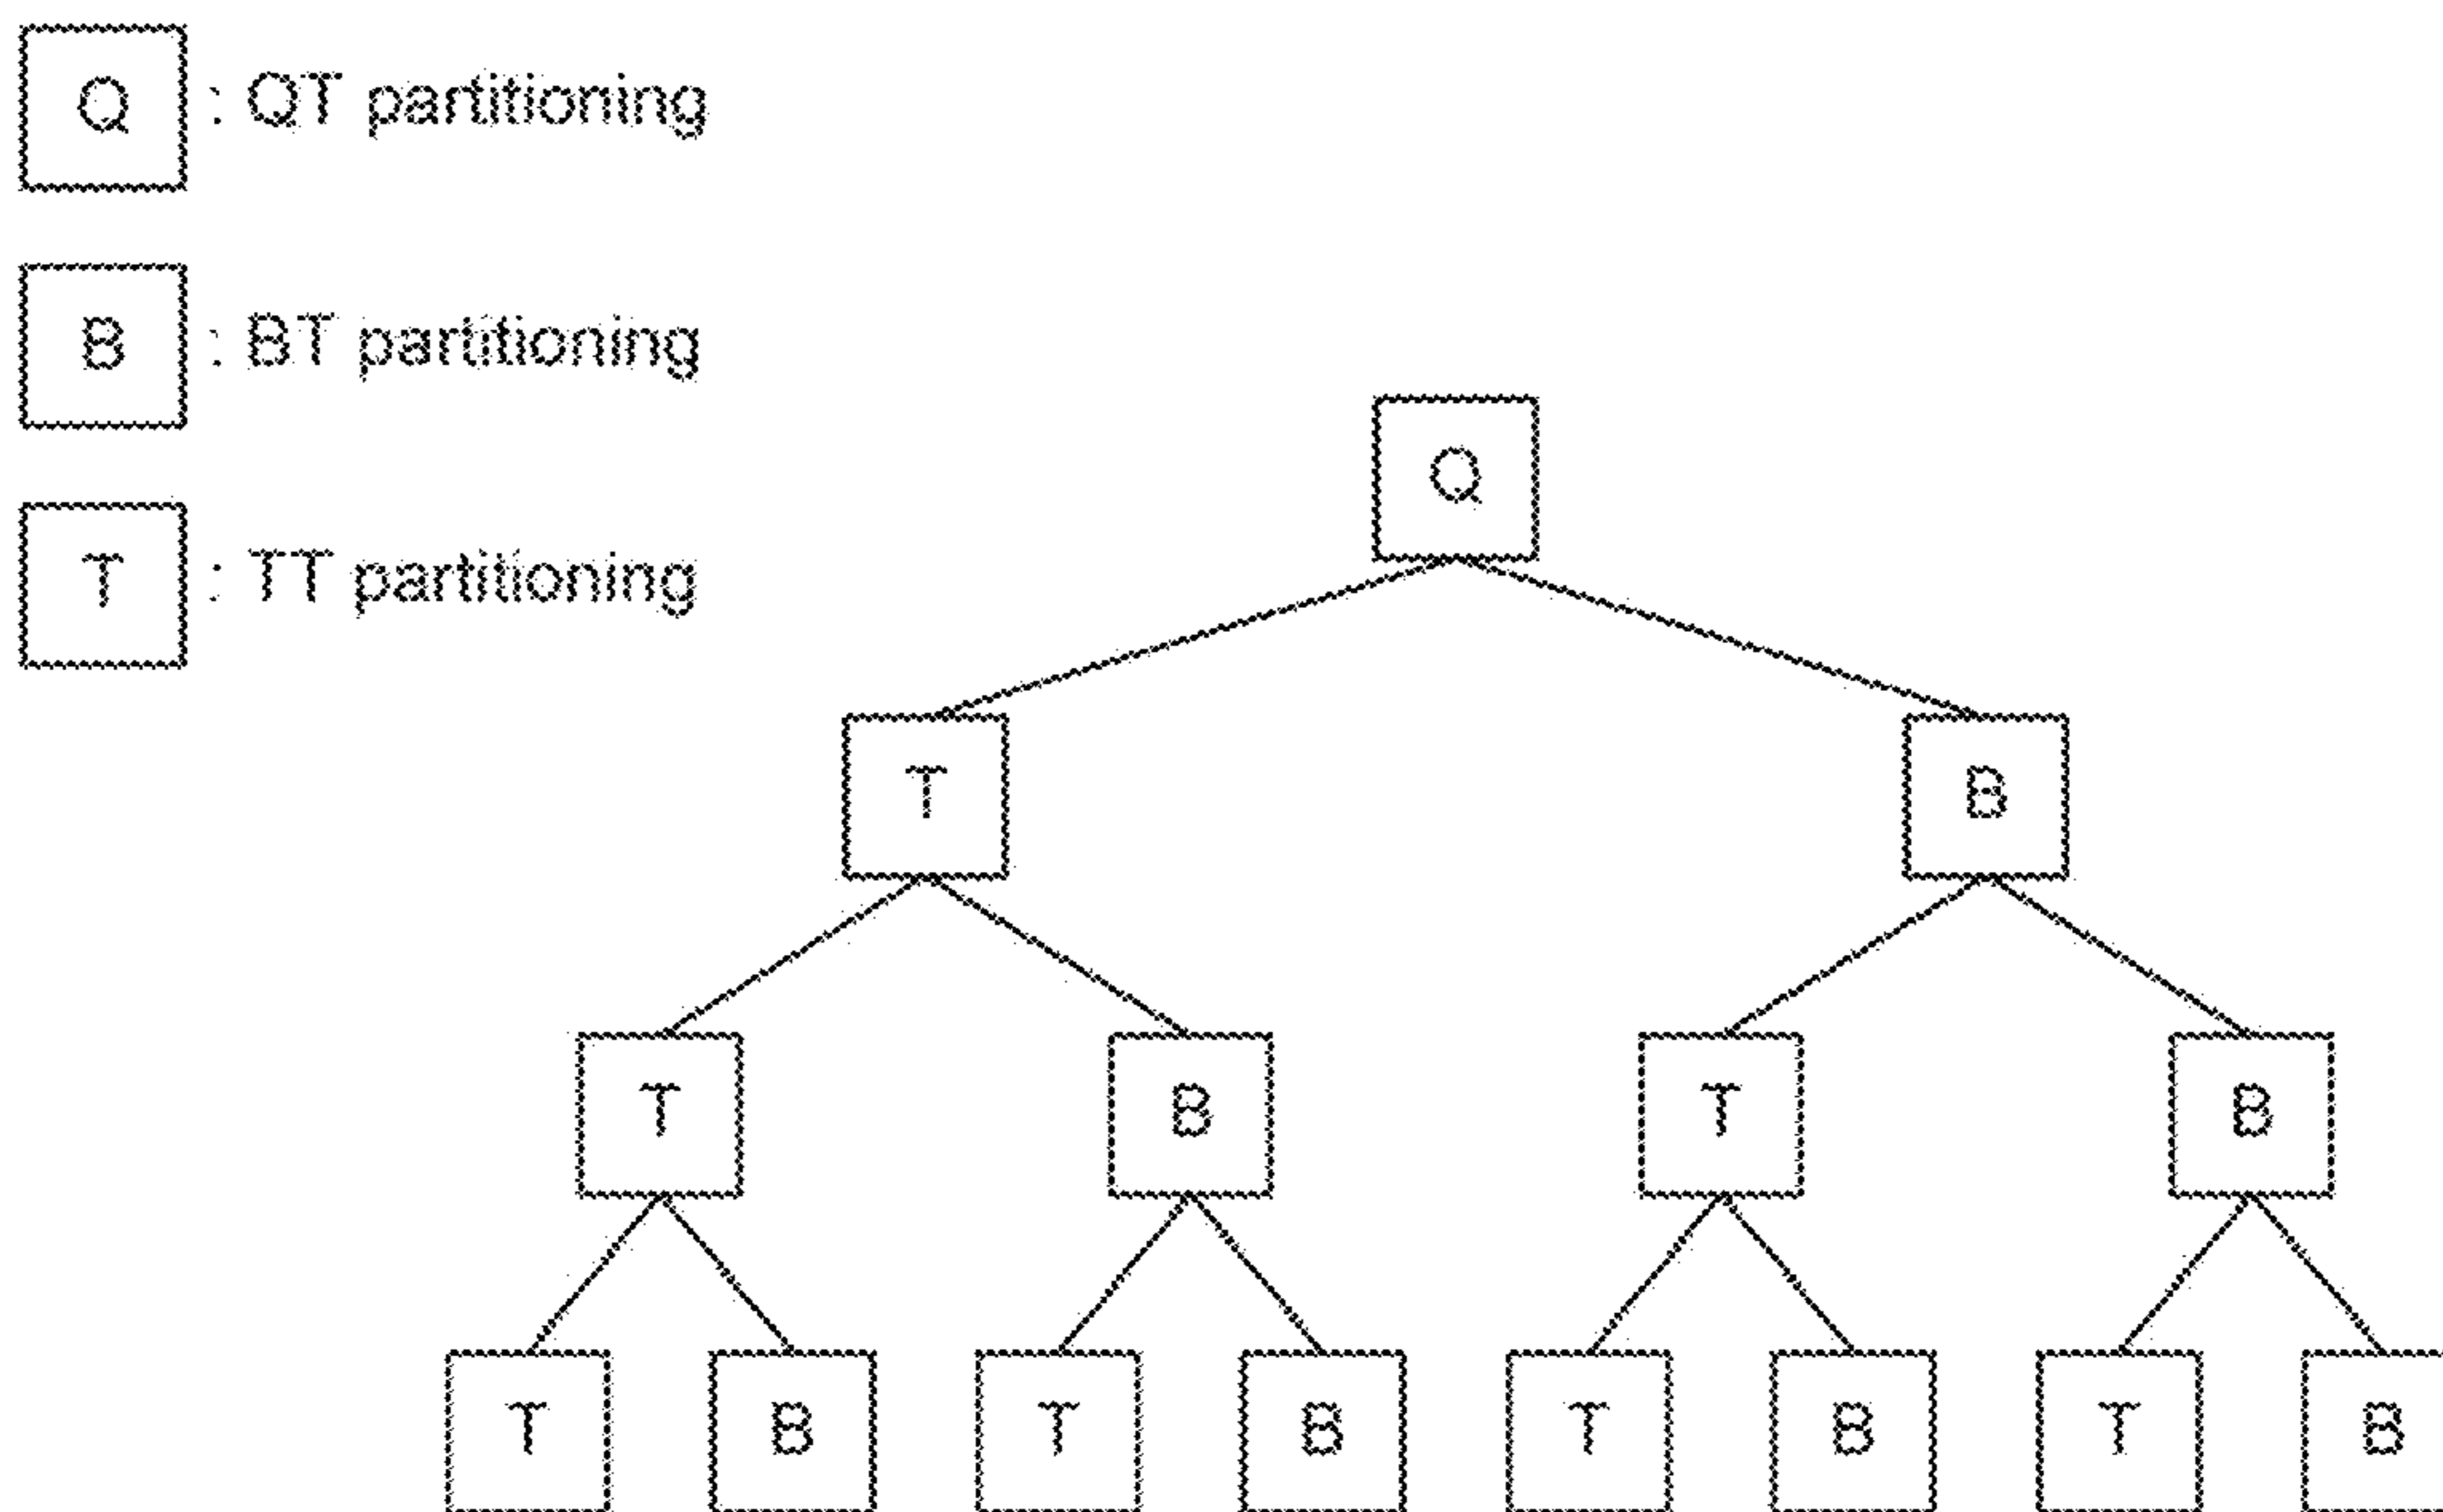 Q : QT partitioning
B : BT partitioning
Q
T : TT partitioning
T B
T B T B
T B T B T B T B